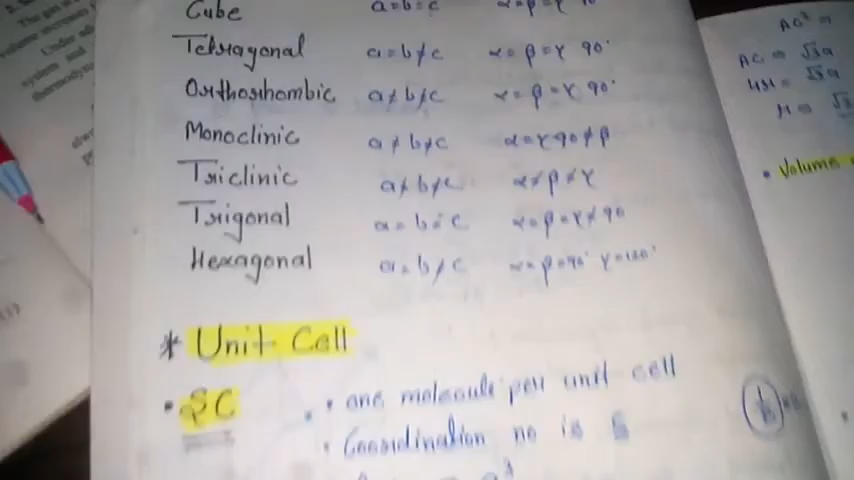 Cube a=b=c α=β=γ 90°
Tetragonal a=b≠c α=β=γ 90°
Orthorhombic a≠b≠c α=β=γ 90°
Monoclinic a≠b≠c α=γ 90≠β
Triclinic a≠b≠c α≠β≠γ
Trigonal a=b=c α=β=γ≠90
Hexagonal a=b≠c α=β=90° γ=120°
* Unit Cell
• SC • one molecule per unit cell
• Coordination no is 6
• Volume